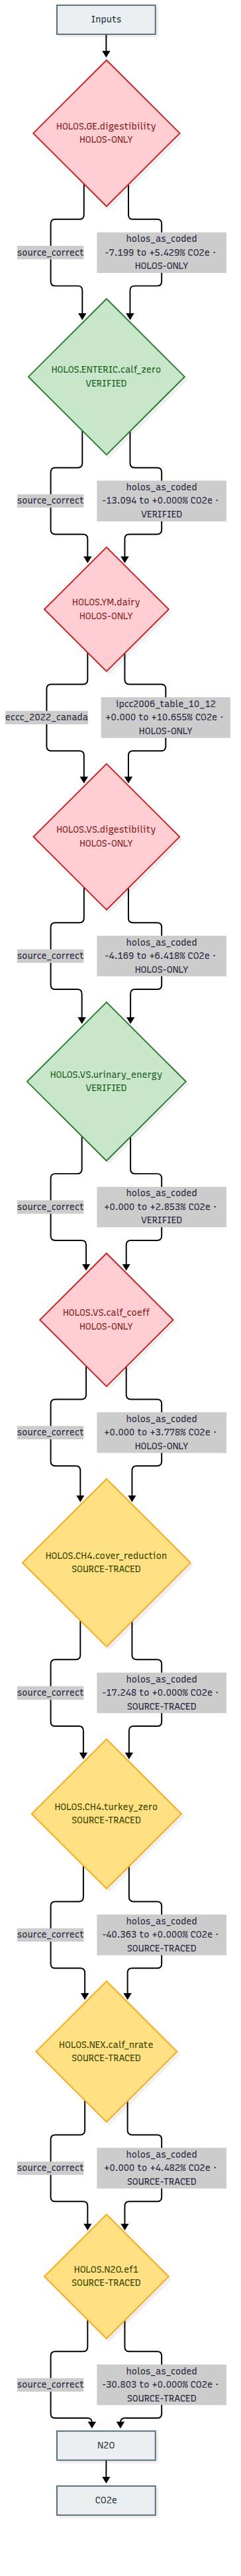 Inputs
HOLOS.GE.digestibility
HOLOS-ONLY
source_correct
holos_as_coded
-7.199 to +5.429% CO2e ·
HOLOS-ONLY
HOLOS.ENTERIC.calf_zero
VERIFIED
source_correct
holos_as_coded
-13.094 to +0.000% CO2e ·
VERIFIED
HOLOS.YM.dairy
HOLOS-ONLY
eccc_2022_canada
ipcc2006_table_10_12
+0.000 to +10.655% CO2e ·
HOLOS-ONLY
HOLOS.VS.digestibility
HOLOS-ONLY
source_correct
holos_as_coded
-4.169 to +6.418% CO2e ·
HOLOS-ONLY
HOLOS.VS.urinary_energy
VERIFIED
source_correct
holos_as_coded
+0.000 to +2.853% CO2e ·
VERIFIED
HOLOS.VS.calf_coeff
HOLOS-ONLY
source_correct
holos_as_coded
+0.000 to +3.778% CO2e ·
HOLOS-ONLY
HOLOS.CH4.cover_reduction
SOURCE-TRACED
source_correct
holos_as_coded
-17.248 to +0.000% CO2e ·
SOURCE-TRACED
HOLOS.CH4.turkey_zero
SOURCE-TRACED
source_correct
holos_as_coded
-40.363 to +0.000% CO2e ·
SOURCE-TRACED
HOLOS.NEX.calf_nrate
SOURCE-TRACED
source_correct
holos_as_coded
+0.000 to +4.482% CO2e ·
SOURCE-TRACED
HOLOS.N2O.ef1
SOURCE-TRACED
source_correct
holos_as_coded
-30.803 to +0.000% CO2e ·
SOURCE-TRACED
N2O
CO2e